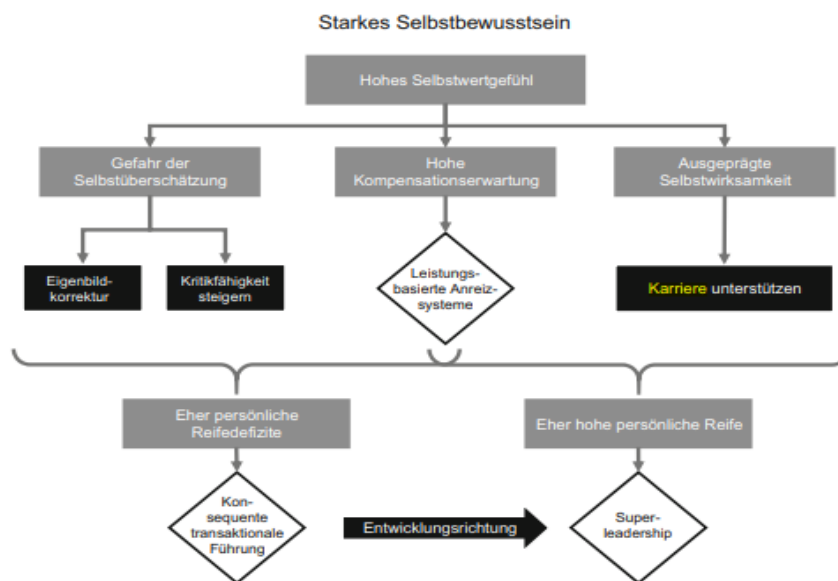 Starkes Selbstbewusstsein
Hohes Selbstwertgefühl
Gefahr der
Selbstüberschätzung
Hohe
Kompensationserwartung
Ausgeprägte
Selbstwirksamkeit
Eigenbild-
korrektur
Kritikfähigkeit
steigern
Leistungs-
basierte Anreiz-
systeme
Karriere unterstützen
Eher persönliche
Reifedefizite
Eher hohe persönliche Reife
Kon-
sequente
transaktionale
Führung
Entwicklungsrichtung
Super-
leadership